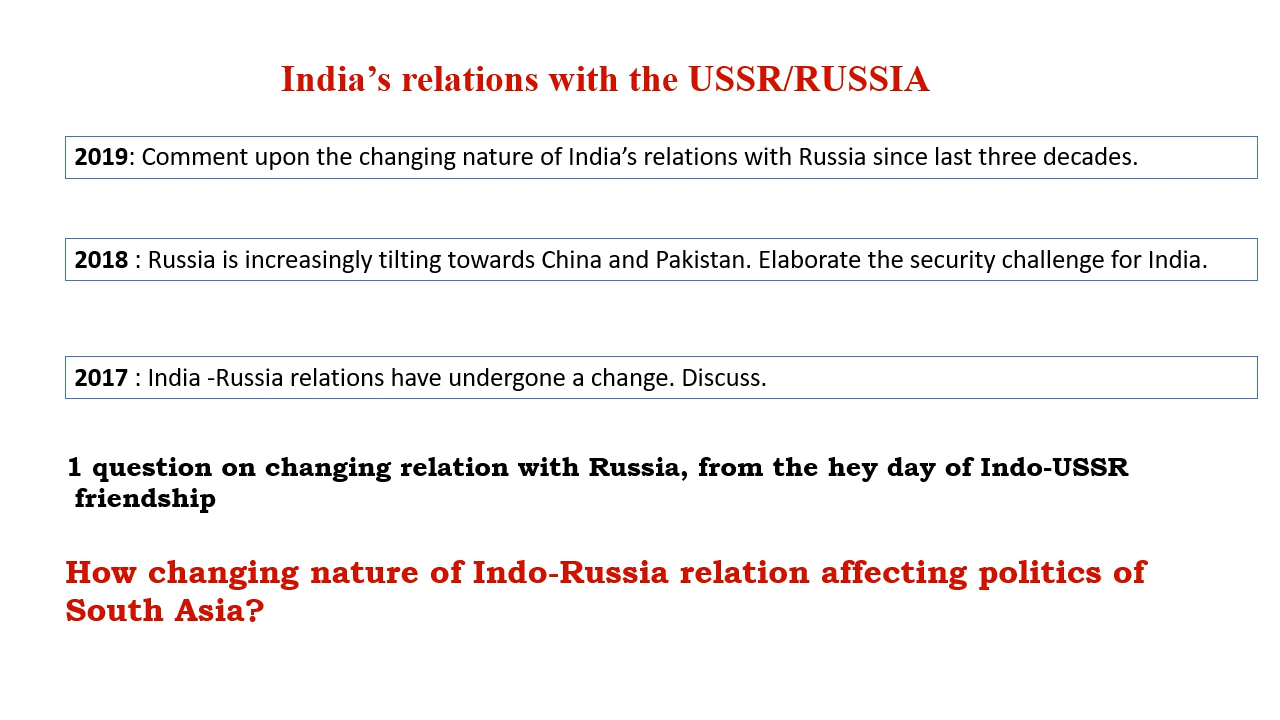 India’s relations with the USSR/RUSSIA
2019: Comment upon the changing nature of India’s relations with Russia since last three decades.
2018 : Russia is increasingly tilting towards China and Pakistan. Elaborate the security challenge for India.
2017 : India -Russia relations have undergone a change. Discuss.
1 question on changing relation with Russia, from the hey day of Indo-USSR
friendship
How changing nature of Indo-Russia relation affecting politics of
South Asia?